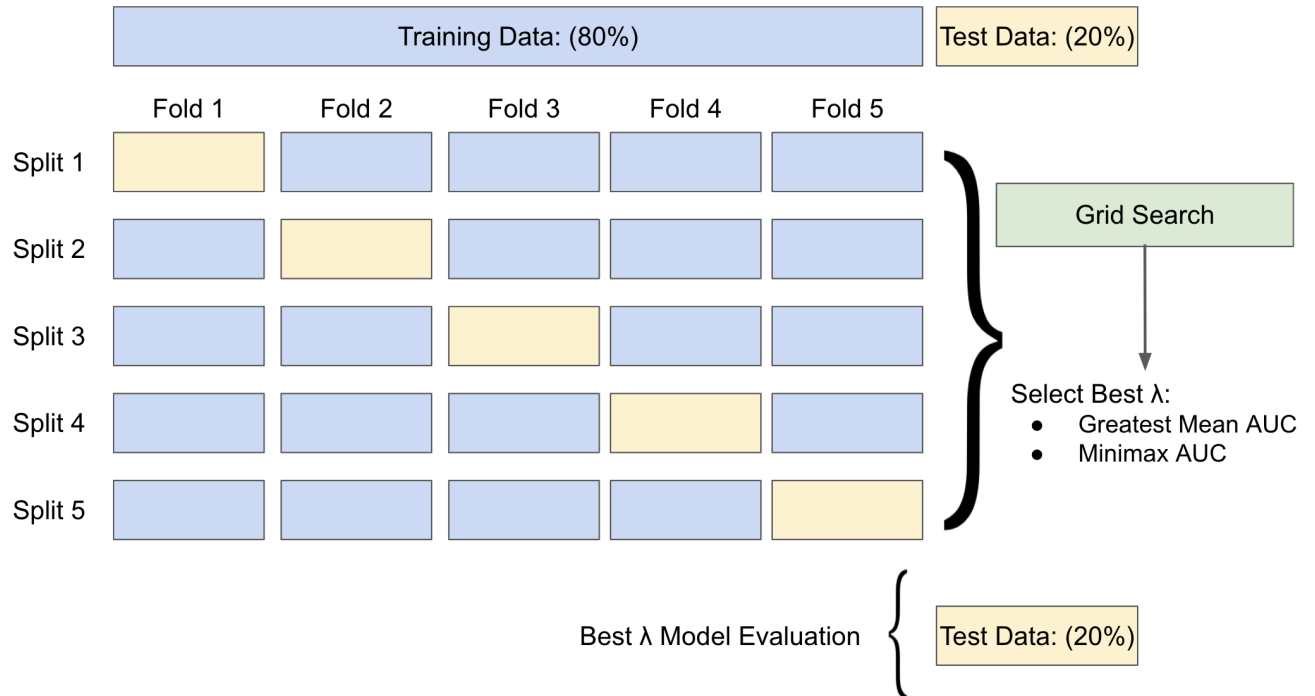 Training Data: (80%)
Test Data: (20%)
Fold 1
Fold 2
Fold 3
Fold 4
Fold 5
Split 1
Split 2
Split 3
Split 4
Split 5
Grid Search
Select Best λ:
● Greatest Mean AUC
● Minimax AUC
Best λ Model Evaluation
Test Data: (20%)